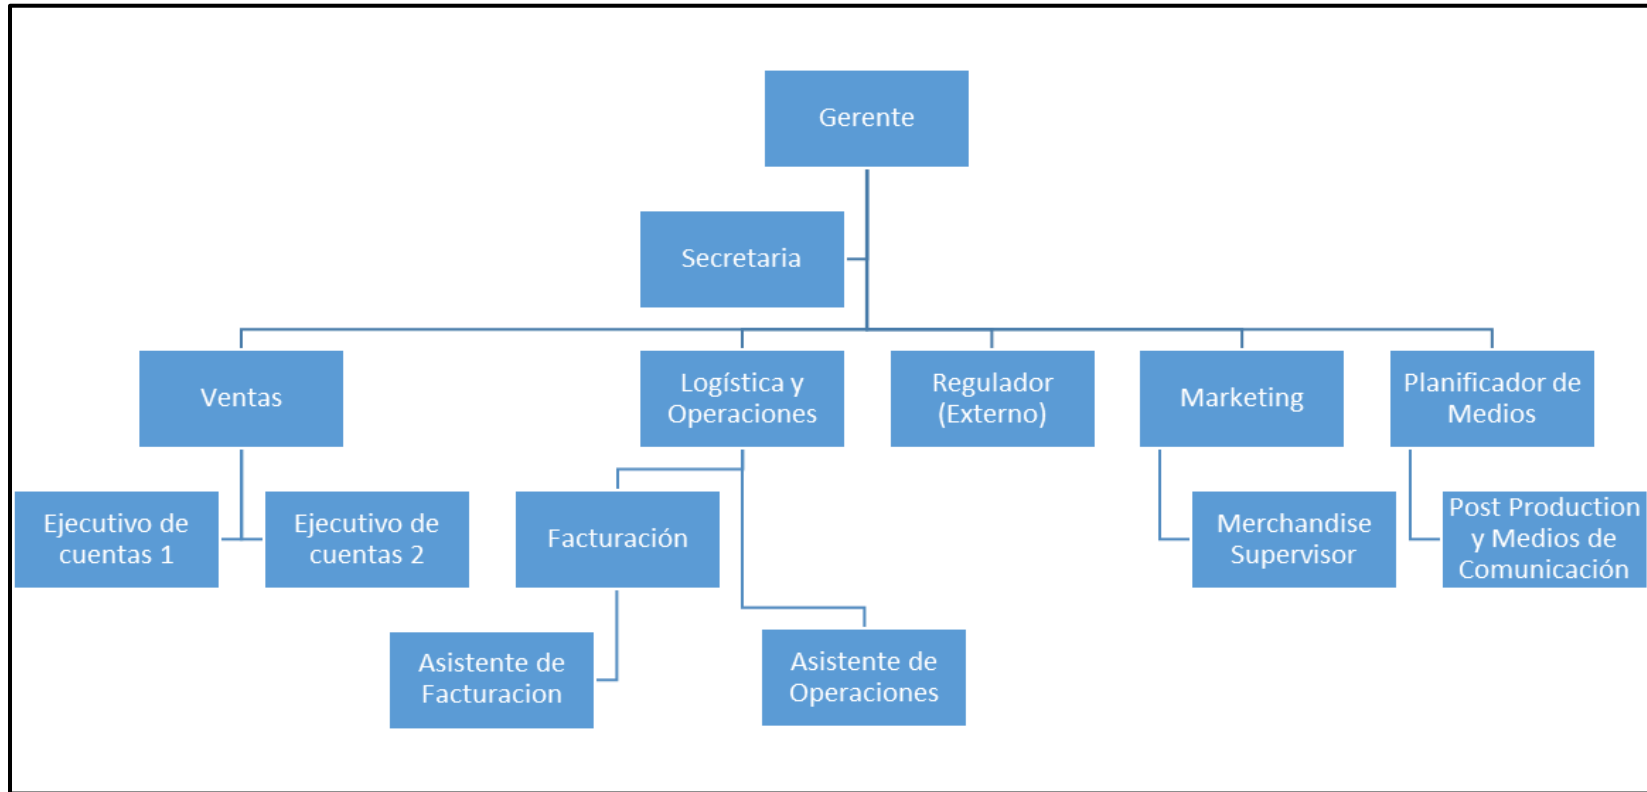 Gerente
Secretaria
Ventas
Logística y
Operaciones
Regulador
(Externo)
Marketing
Planificador de
Medios
Ejecutivo de
cuentas 1
Ejecutivo de
cuentas 2
Facturación
Merchandise
Supervisor
Post Production
y Medios de
Comunicación
Asistente de
Facturacion
Asistente de
Operaciones